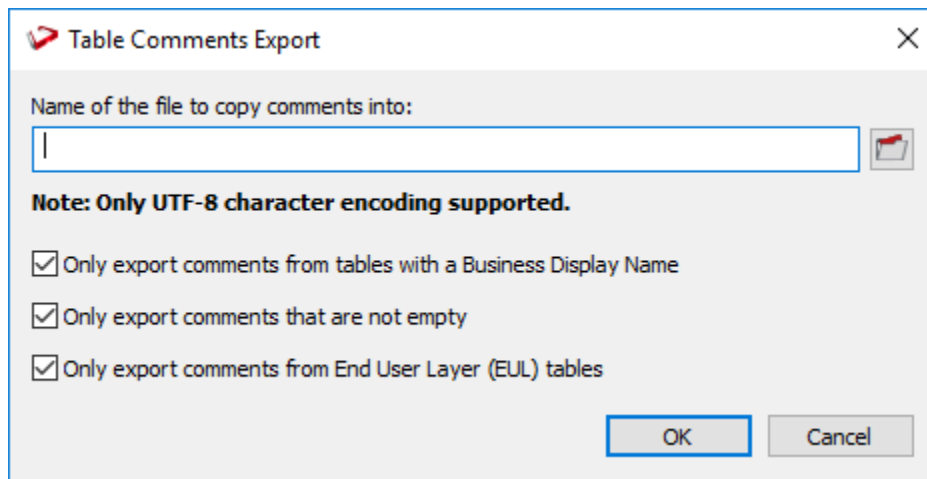 Table Comments Export
Name of the file to copy comments into:
Note: Only UTF-8 character encoding supported.
Only export comments from tables with a Business Display Name
Only export comments that are not empty
Only export comments from End User Layer (EUL) tables
OK Cancel